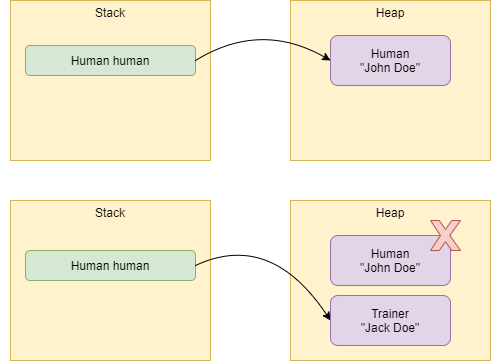 Stack
Heap
Human human
Human
"John Doe"
Stack
Heap
Human human
Human
"John Doe"
Trainer
"Jack Doe"